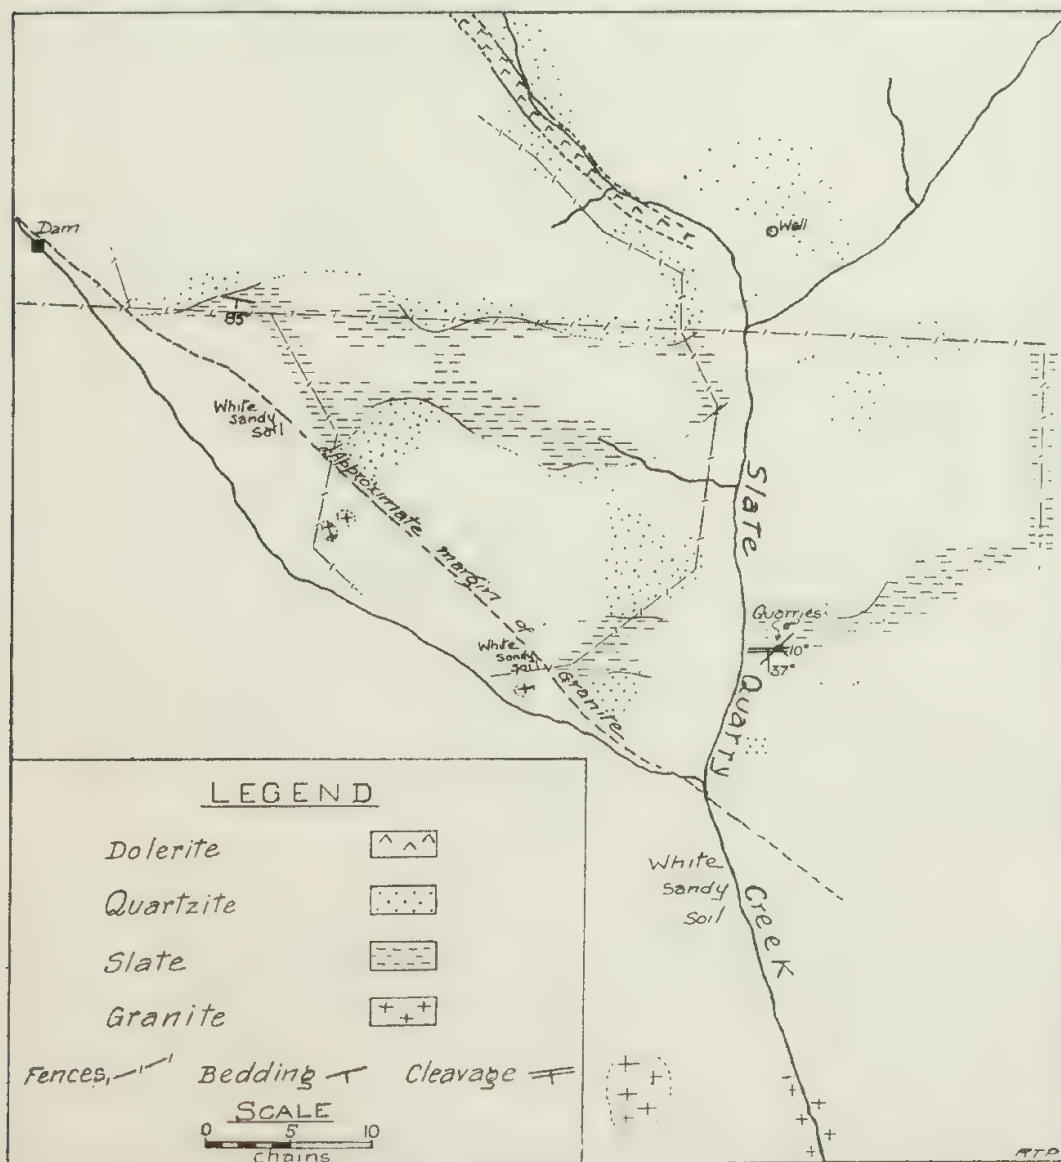 Dam
Well
85
White
Sandy
Soil
Approximate margin of Granite
Slate Quarry Creek
Quarries
10°
37°
White
Sandy
Soil
White
Sandy
Soil
LEGEND
Dolerite
Quartzite
Slate
Granite
Fences, Bedding Cleavage
SCALE
0 5 10
chains
R.T.P.